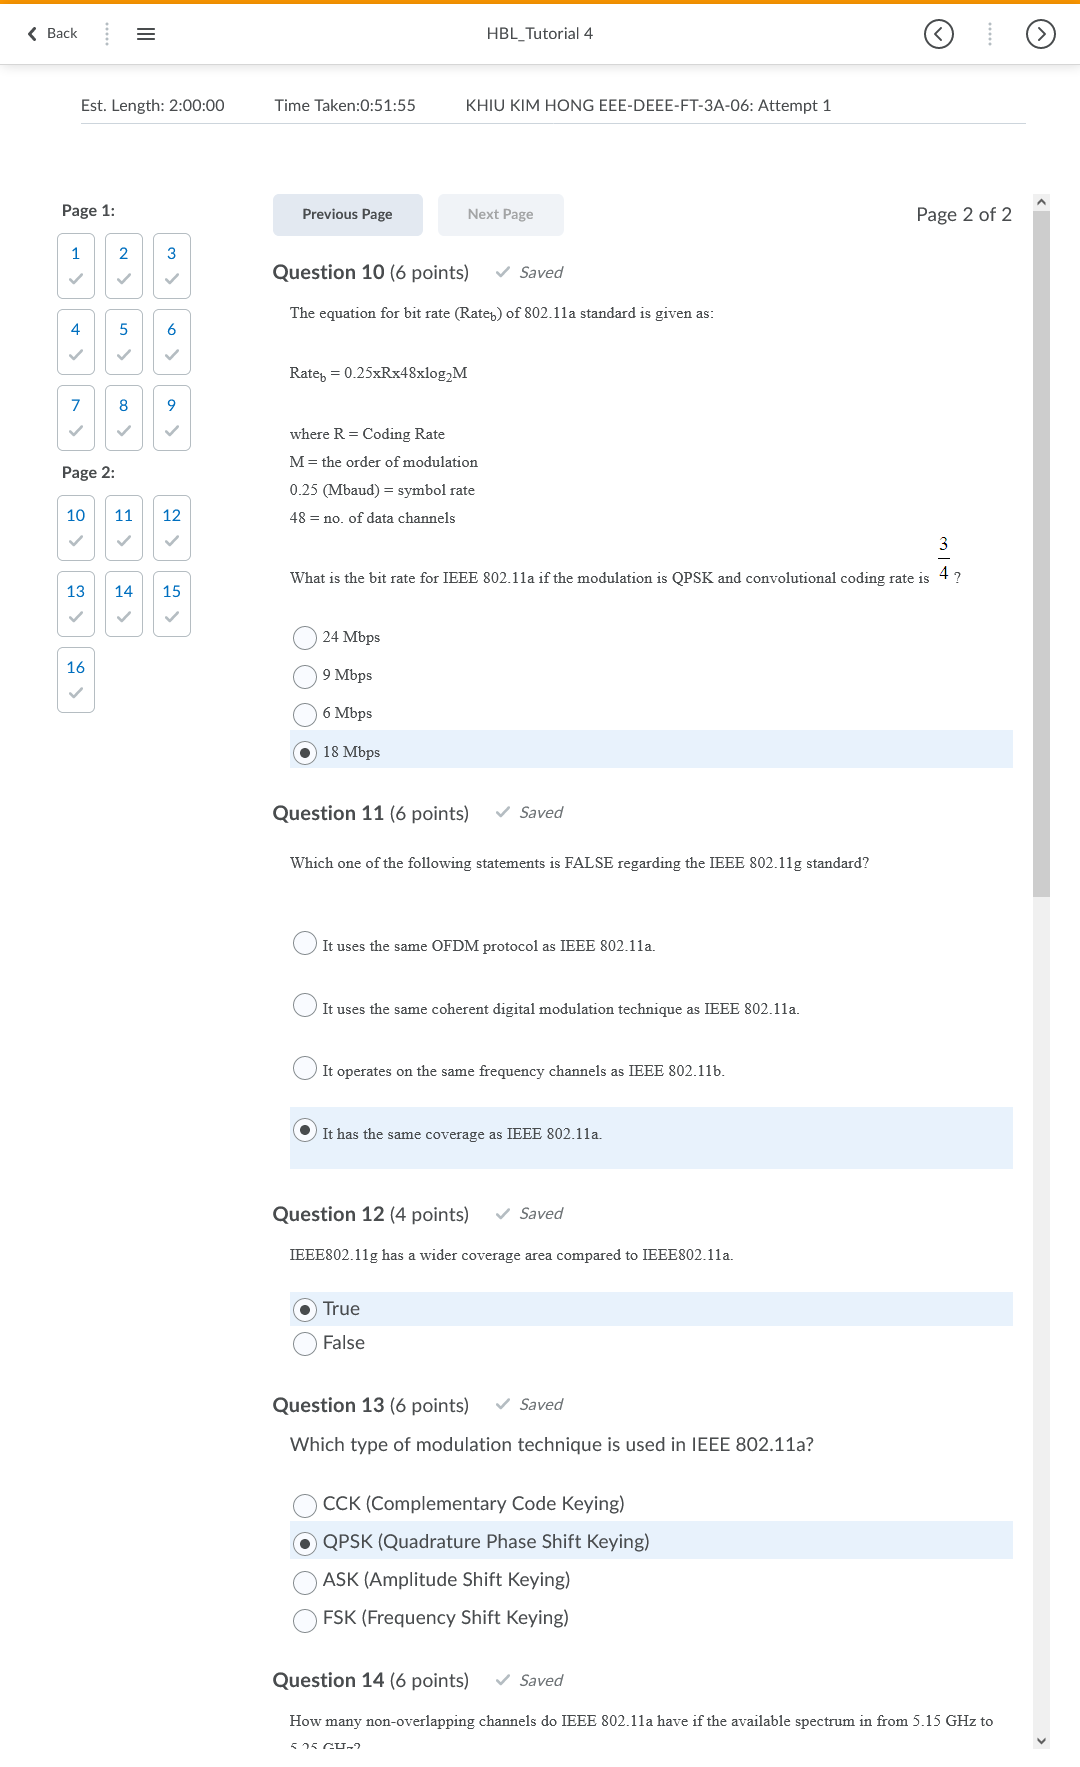 Back
HBL_Tutorial 4
Est. Length: 2:00:00 Time Taken:0:51:55 KHIU KIM HONG EEE-DEEE-FT-3A-06: Attempt 1
Page 1:
1 2 3
4 5 6
7 8 9
Page 2:
10 11 12
13 14 15
16
Previous Page Next Page Page 2 of 2
Question 10 (6 points) Saved
The equation for bit rate (Rateb) of 802.11a standard is given as:
Rateb = 0.25xRx48xlog2M
where R = Coding Rate
M = the order of modulation
0.25 (Mbaud) = symbol rate
48 = no. of data channels
What is the bit rate for IEEE 802.11a if the modulation is QPSK and convolutional coding rate is 3/4 ?
24 Mbps
9 Mbps
6 Mbps
18 Mbps
Question 11 (6 points) Saved
Which one of the following statements is FALSE regarding the IEEE 802.11g standard?
It uses the same OFDM protocol as IEEE 802.11a.
It uses the same coherent digital modulation technique as IEEE 802.11a.
It operates on the same frequency channels as IEEE 802.11b.
It has the same coverage as IEEE 802.11a.
Question 12 (4 points) Saved
IEEE802.11g has a wider coverage area compared to IEEE802.11a.
True
False
Question 13 (6 points) Saved
Which type of modulation technique is used in IEEE 802.11a?
CCK (Complementary Code Keying)
QPSK (Quadrature Phase Shift Keying)
ASK (Amplitude Shift Keying)
FSK (Frequency Shift Keying)
Question 14 (6 points) Saved
How many non-overlapping channels do IEEE 802.11a have if the available spectrum in from 5.15 GHz to
5.25 GHz?